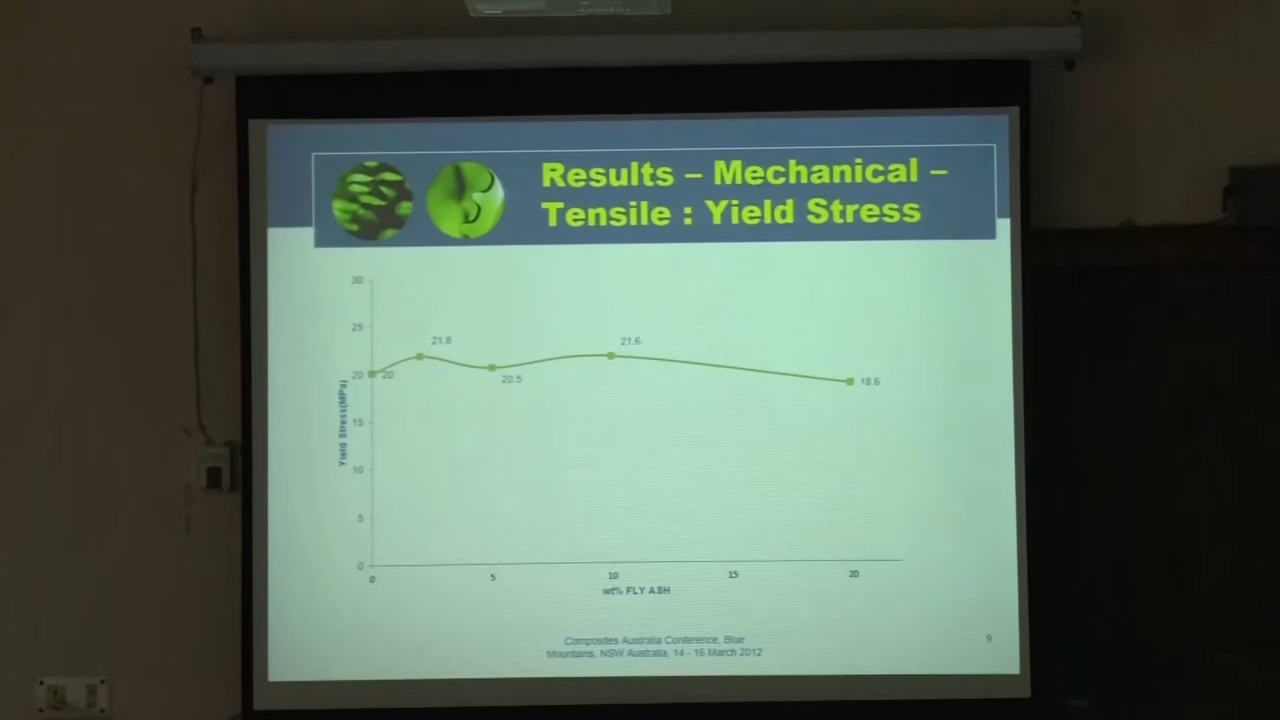 Results – Mechanical –
Tensile : Yield Stress
30
25
20
15
10
5
0
Yield Stress(MPa)
20
21.8
20.5
21.6
18.6
0 5 10 15 20
wt% FLY ASH
Composites Australia Conference, Blue
Mountains, NSW Australia, 14 - 16 March 2012
9